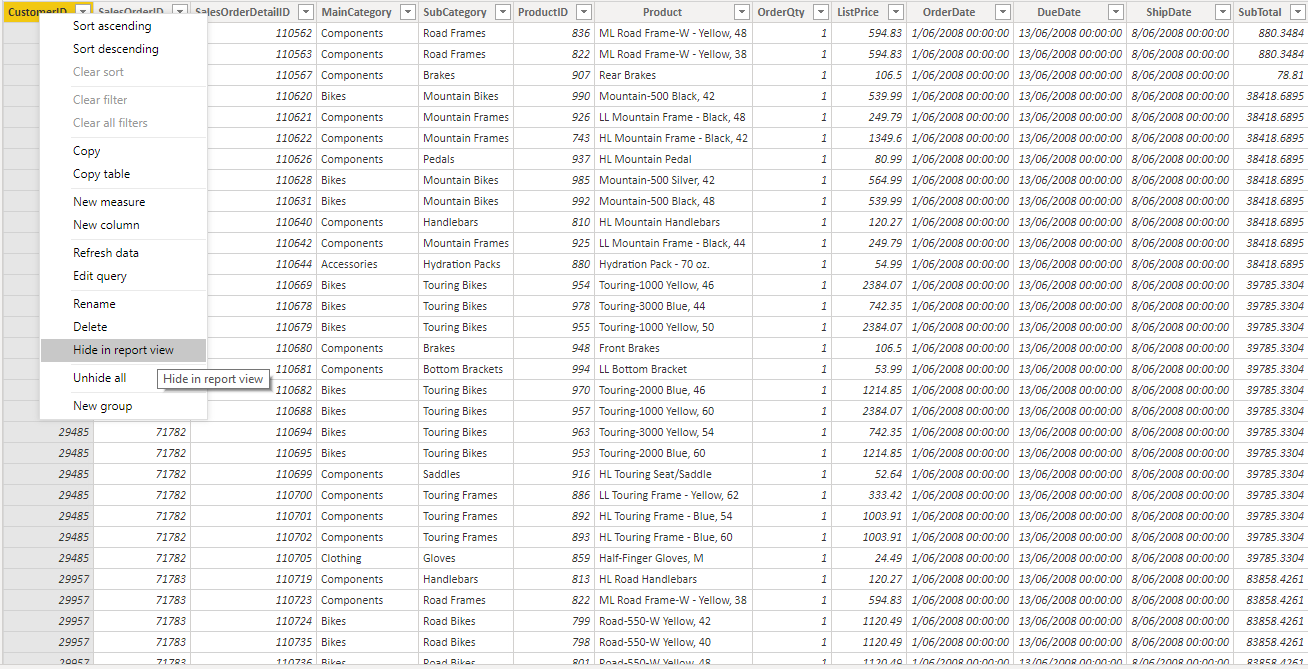 CustomerID SalesOrderID SalesOrderDetailID MainCategory SubCategory ProductID Product OrderQty ListPrice OrderDate DueDate ShipDate SubTotal
Sort ascending
Sort descending
Clear sort
Clear filter
Clear all filters
Copy
Copy table
New measure
New column
Refresh data
Edit query
Rename
Delete
Hide in report view
Unhide all
Hide in report view
New group
110562 Components Road Frames 836 ML Road Frame-W - Yellow, 48 1 594.83 1/06/2008 00:00:00 13/06/2008 00:00:00 8/06/2008 00:00:00 880.3484
110563 Components Road Frames 822 ML Road Frame-W - Yellow, 38 1 594.83 1/06/2008 00:00:00 13/06/2008 00:00:00 8/06/2008 00:00:00 880.3484
110567 Components Brakes 907 Rear Brakes 1 106.5 1/06/2008 00:00:00 13/06/2008 00:00:00 8/06/2008 00:00:00 78.81
110620 Bikes Mountain Bikes 990 Mountain-500 Black, 42 1 539.99 1/06/2008 00:00:00 13/06/2008 00:00:00 8/06/2008 00:00:00 38418.6895
110621 Components Mountain Frames 926 LL Mountain Frame - Black, 48 1 249.79 1/06/2008 00:00:00 13/06/2008 00:00:00 8/06/2008 00:00:00 38418.6895
110622 Components Mountain Frames 743 HL Mountain Frame - Black, 42 1 1349.6 1/06/2008 00:00:00 13/06/2008 00:00:00 8/06/2008 00:00:00 38418.6895
110626 Components Pedals 937 HL Mountain Pedal 1 80.99 1/06/2008 00:00:00 13/06/2008 00:00:00 8/06/2008 00:00:00 38418.6895
110628 Bikes Mountain Bikes 985 Mountain-500 Silver, 42 1 564.99 1/06/2008 00:00:00 13/06/2008 00:00:00 8/06/2008 00:00:00 38418.6895
110631 Bikes Mountain Bikes 992 Mountain-500 Black, 48 1 539.99 1/06/2008 00:00:00 13/06/2008 00:00:00 8/06/2008 00:00:00 38418.6895
110640 Components Handlebars 810 HL Mountain Handlebars 1 120.27 1/06/2008 00:00:00 13/06/2008 00:00:00 8/06/2008 00:00:00 38418.6895
110642 Components Mountain Frames 925 LL Mountain Frame - Black, 44 1 249.79 1/06/2008 00:00:00 13/06/2008 00:00:00 8/06/2008 00:00:00 38418.6895
110644 Accessories Hydration Packs 880 Hydration Pack - 70 oz. 1 54.99 1/06/2008 00:00:00 13/06/2008 00:00:00 8/06/2008 00:00:00 38418.6895
110669 Bikes Touring Bikes 954 Touring-1000 Yellow, 46 1 2384.07 1/06/2008 00:00:00 13/06/2008 00:00:00 8/06/2008 00:00:00 39785.3304
110678 Bikes Touring Bikes 978 Touring-3000 Blue, 44 1 742.35 1/06/2008 00:00:00 13/06/2008 00:00:00 8/06/2008 00:00:00 39785.3304
110679 Bikes Touring Bikes 955 Touring-1000 Yellow, 50 1 2384.07 1/06/2008 00:00:00 13/06/2008 00:00:00 8/06/2008 00:00:00 39785.3304
110680 Components Brakes 948 Front Brakes 1 106.5 1/06/2008 00:00:00 13/06/2008 00:00:00 8/06/2008 00:00:00 39785.3304
110681 Components Bottom Brackets 994 LL Bottom Bracket 1 53.99 1/06/2008 00:00:00 13/06/2008 00:00:00 8/06/2008 00:00:00 39785.3304
110682 Bikes Touring Bikes 970 Touring-2000 Blue, 46 1 1214.85 1/06/2008 00:00:00 13/06/2008 00:00:00 8/06/2008 00:00:00 39785.3304
110688 Bikes Touring Bikes 957 Touring-1000 Yellow, 60 1 2384.07 1/06/2008 00:00:00 13/06/2008 00:00:00 8/06/2008 00:00:00 39785.3304
29485 71782 110694 Bikes Touring Bikes 963 Touring-3000 Yellow, 54 1 742.35 1/06/2008 00:00:00 13/06/2008 00:00:00 8/06/2008 00:00:00 39785.3304
29485 71782 110695 Bikes Touring Bikes 953 Touring-2000 Blue, 60 1 1214.85 1/06/2008 00:00:00 13/06/2008 00:00:00 8/06/2008 00:00:00 39785.3304
29485 71782 110699 Components Saddles 916 HL Touring Seat/Saddle 1 52.64 1/06/2008 00:00:00 13/06/2008 00:00:00 8/06/2008 00:00:00 39785.3304
29485 71782 110700 Components Touring Frames 886 LL Touring Frame - Yellow, 62 1 333.42 1/06/2008 00:00:00 13/06/2008 00:00:00 8/06/2008 00:00:00 39785.3304
29485 71782 110701 Components Touring Frames 892 HL Touring Frame - Blue, 54 1 1003.91 1/06/2008 00:00:00 13/06/2008 00:00:00 8/06/2008 00:00:00 39785.3304
29485 71782 110702 Components Touring Frames 893 HL Touring Frame - Blue, 60 1 1003.91 1/06/2008 00:00:00 13/06/2008 00:00:00 8/06/2008 00:00:00 39785.3304
29485 71782 110705 Clothing Gloves 859 Half-Finger Gloves, M 1 24.49 1/06/2008 00:00:00 13/06/2008 00:00:00 8/06/2008 00:00:00 39785.3304
29957 71783 110719 Components Handlebars 813 HL Road Handlebars 1 120.27 1/06/2008 00:00:00 13/06/2008 00:00:00 8/06/2008 00:00:00 83858.4261
29957 71783 110723 Components Road Frames 822 ML Road Frame-W - Yellow, 38 1 594.83 1/06/2008 00:00:00 13/06/2008 00:00:00 8/06/2008 00:00:00 83858.4261
29957 71783 110724 Bikes Road Bikes 799 Road-550-W Yellow, 42 1 1120.49 1/06/2008 00:00:00 13/06/2008 00:00:00 8/06/2008 00:00:00 83858.4261
29957 71783 110735 Bikes Road Bikes 798 Road-550-W Yellow, 40 1 1120.49 1/06/2008 00:00:00 13/06/2008 00:00:00 8/06/2008 00:00:00 83858.4261
29957 71783 110736 Bikes Road Bikes 801 Road-550-W Yellow, 48 1 1120.49 1/06/2008 00:00:00 13/06/2008 00:00:00 8/06/2008 00:00:00 83858.4261